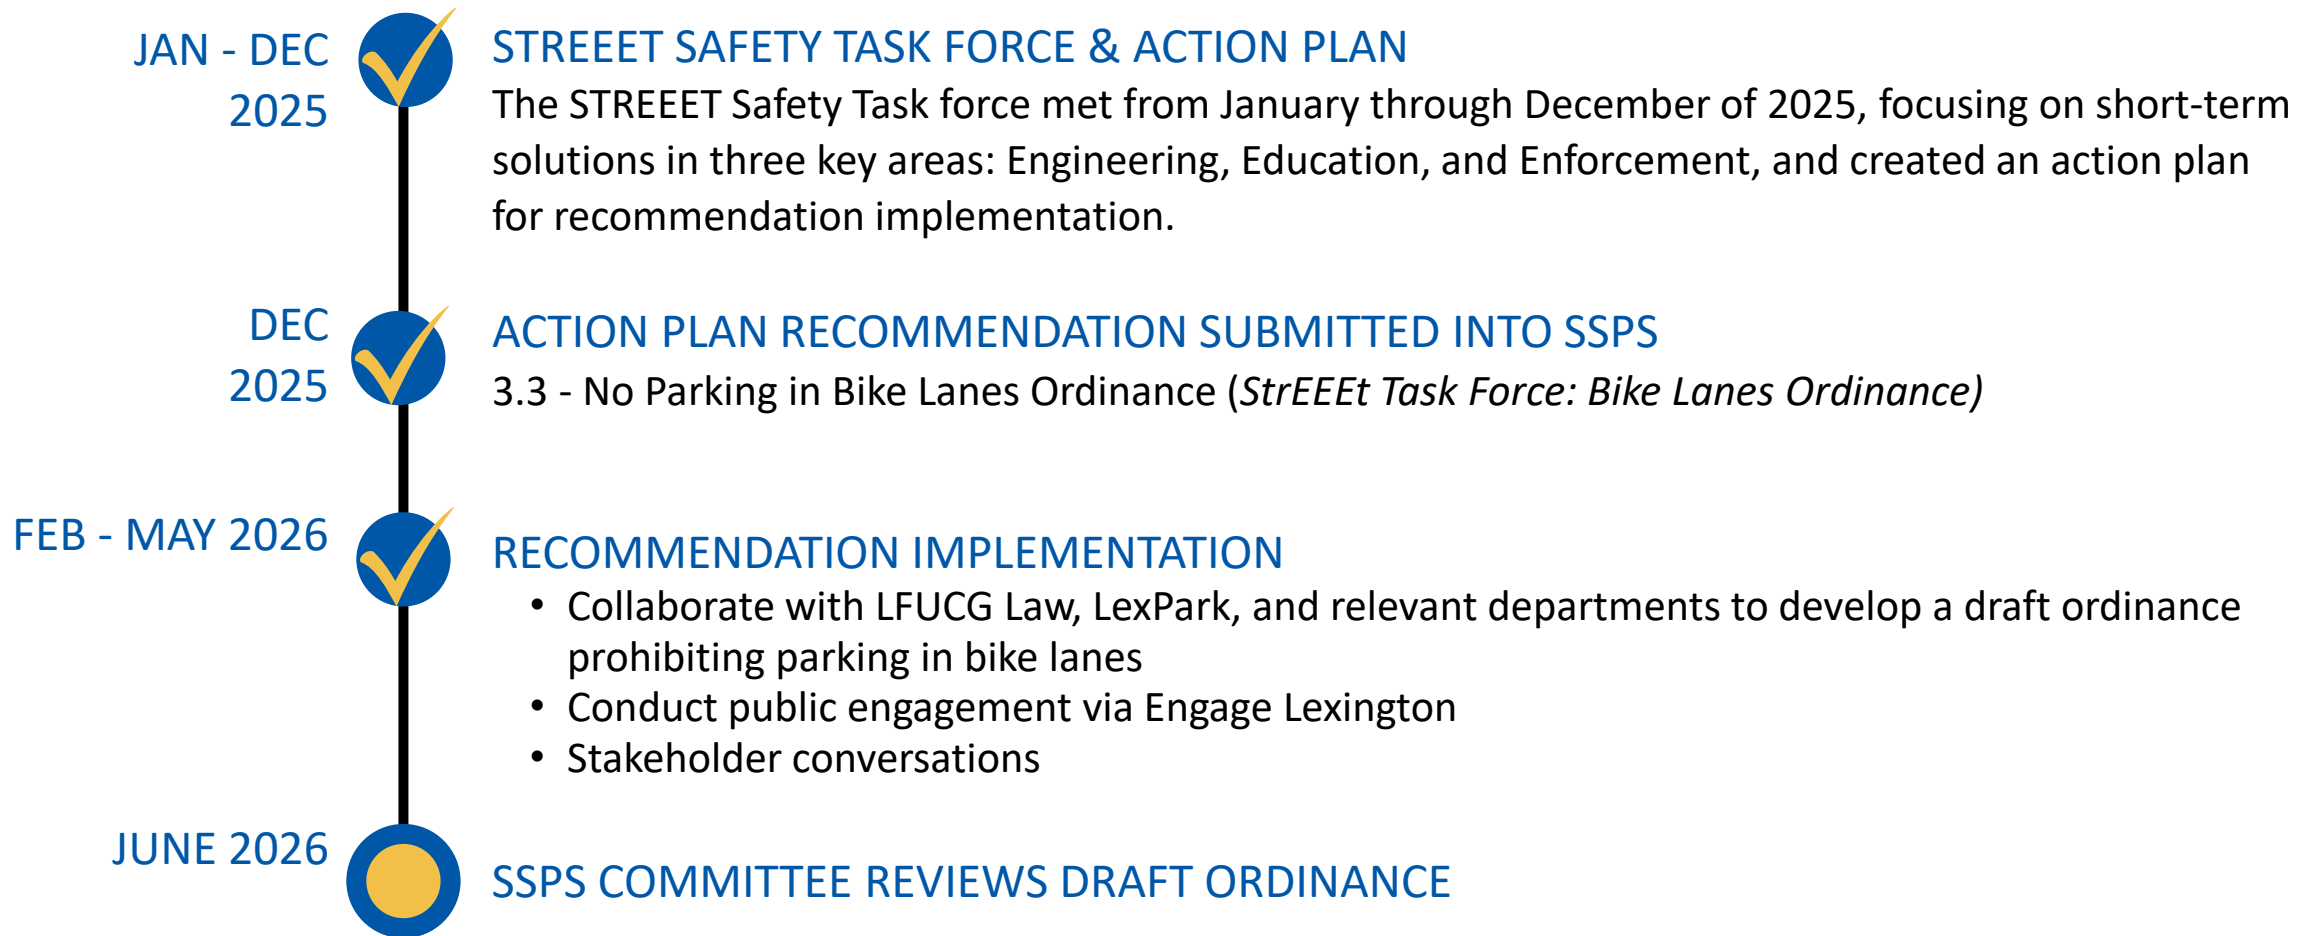 JAN - DEC
2025
STREEET SAFETY TASK FORCE & ACTION PLAN
The STREEET Safety Task force met from January through December of 2025, focusing on short-term
solutions in three key areas: Engineering, Education, and Enforcement, and created an action plan
for recommendation implementation.
DEC
2025
ACTION PLAN RECOMMENDATION SUBMITTED INTO SSPS
3.3 - No Parking in Bike Lanes Ordinance (StrEEEt Task Force: Bike Lanes Ordinance)
FEB - MAY 2026
RECOMMENDATION IMPLEMENTATION
• Collaborate with LFUCG Law, LexPark, and relevant departments to develop a draft ordinance
prohibiting parking in bike lanes
• Conduct public engagement via Engage Lexington
• Stakeholder conversations
JUNE 2026
SSPS COMMITTEE REVIEWS DRAFT ORDINANCE